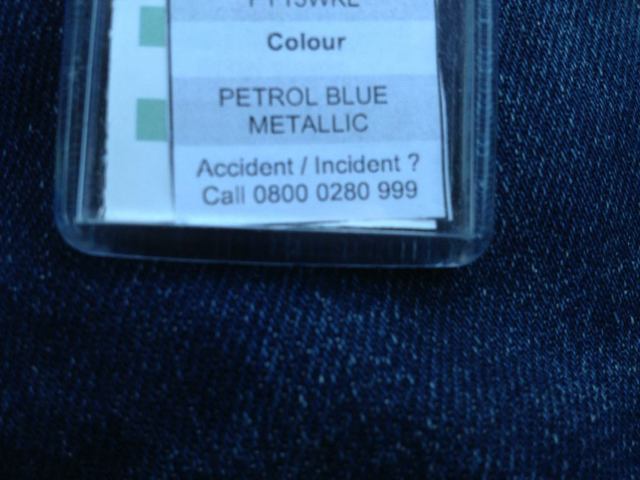 Colour
PETROL BLUE
METALLIC
Accident / Incident ?
Call 0800 0280 999